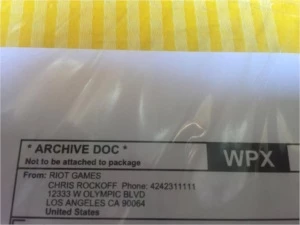 * ARCHIVE DOC *
Not to be attached to package
WPX
From: RIOT GAMES
CHRIS ROCKOFF Phone: 4242311111
12333 W OLYMPIC BLVD
LOS ANGELES CA 90064
United States